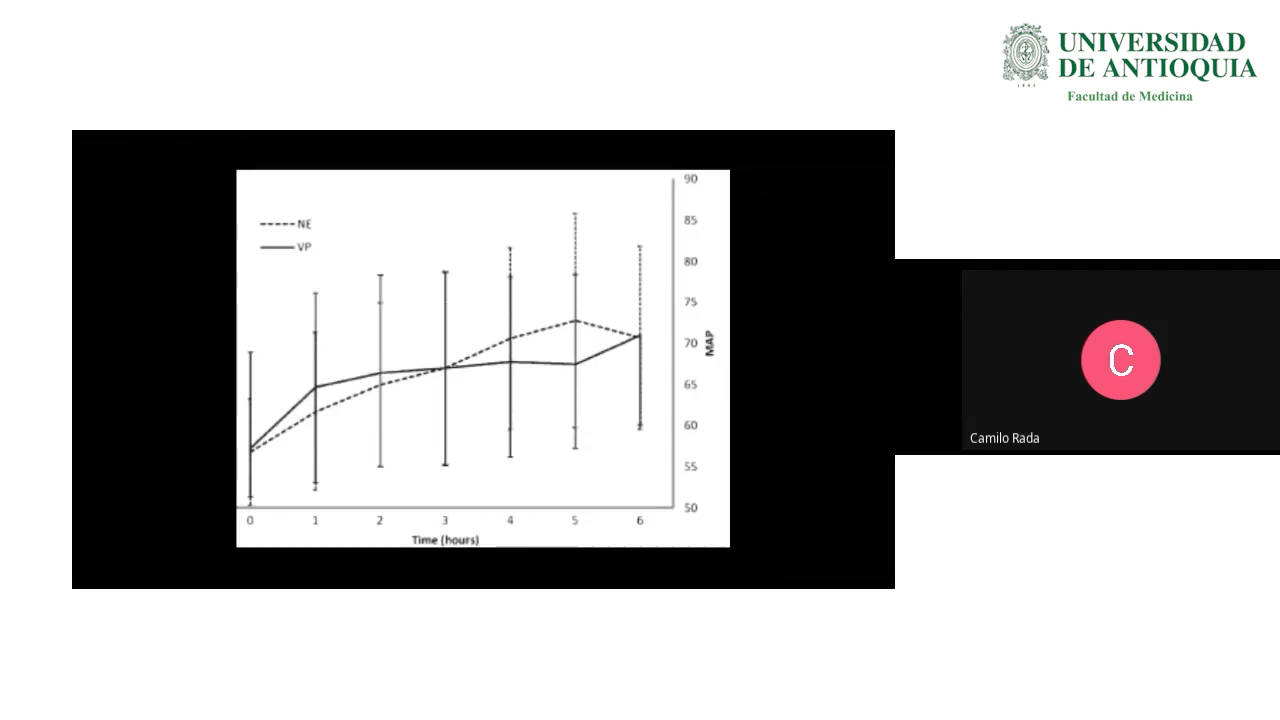 UNIVERSIDAD
DE ANTIOQUIA
1803
Facultad de Medicina
NE
VP
90
85
80
75
70
65
60
55
50
MAP
0 1 2 3 4 5 6
Time (hours)
C
Camilo Rada